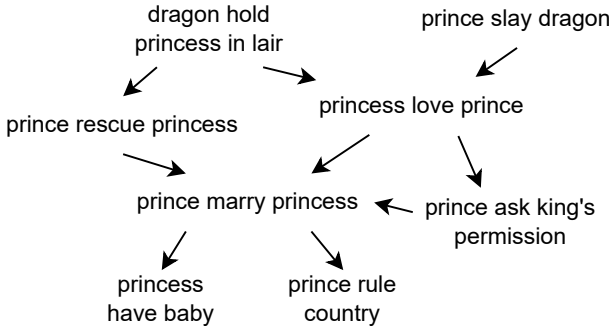 dragon hold
princess in lair
prince slay dragon
princess love prince
prince rescue princess
prince marry princess
prince ask king's
permission
princess
have baby
prince rule
country